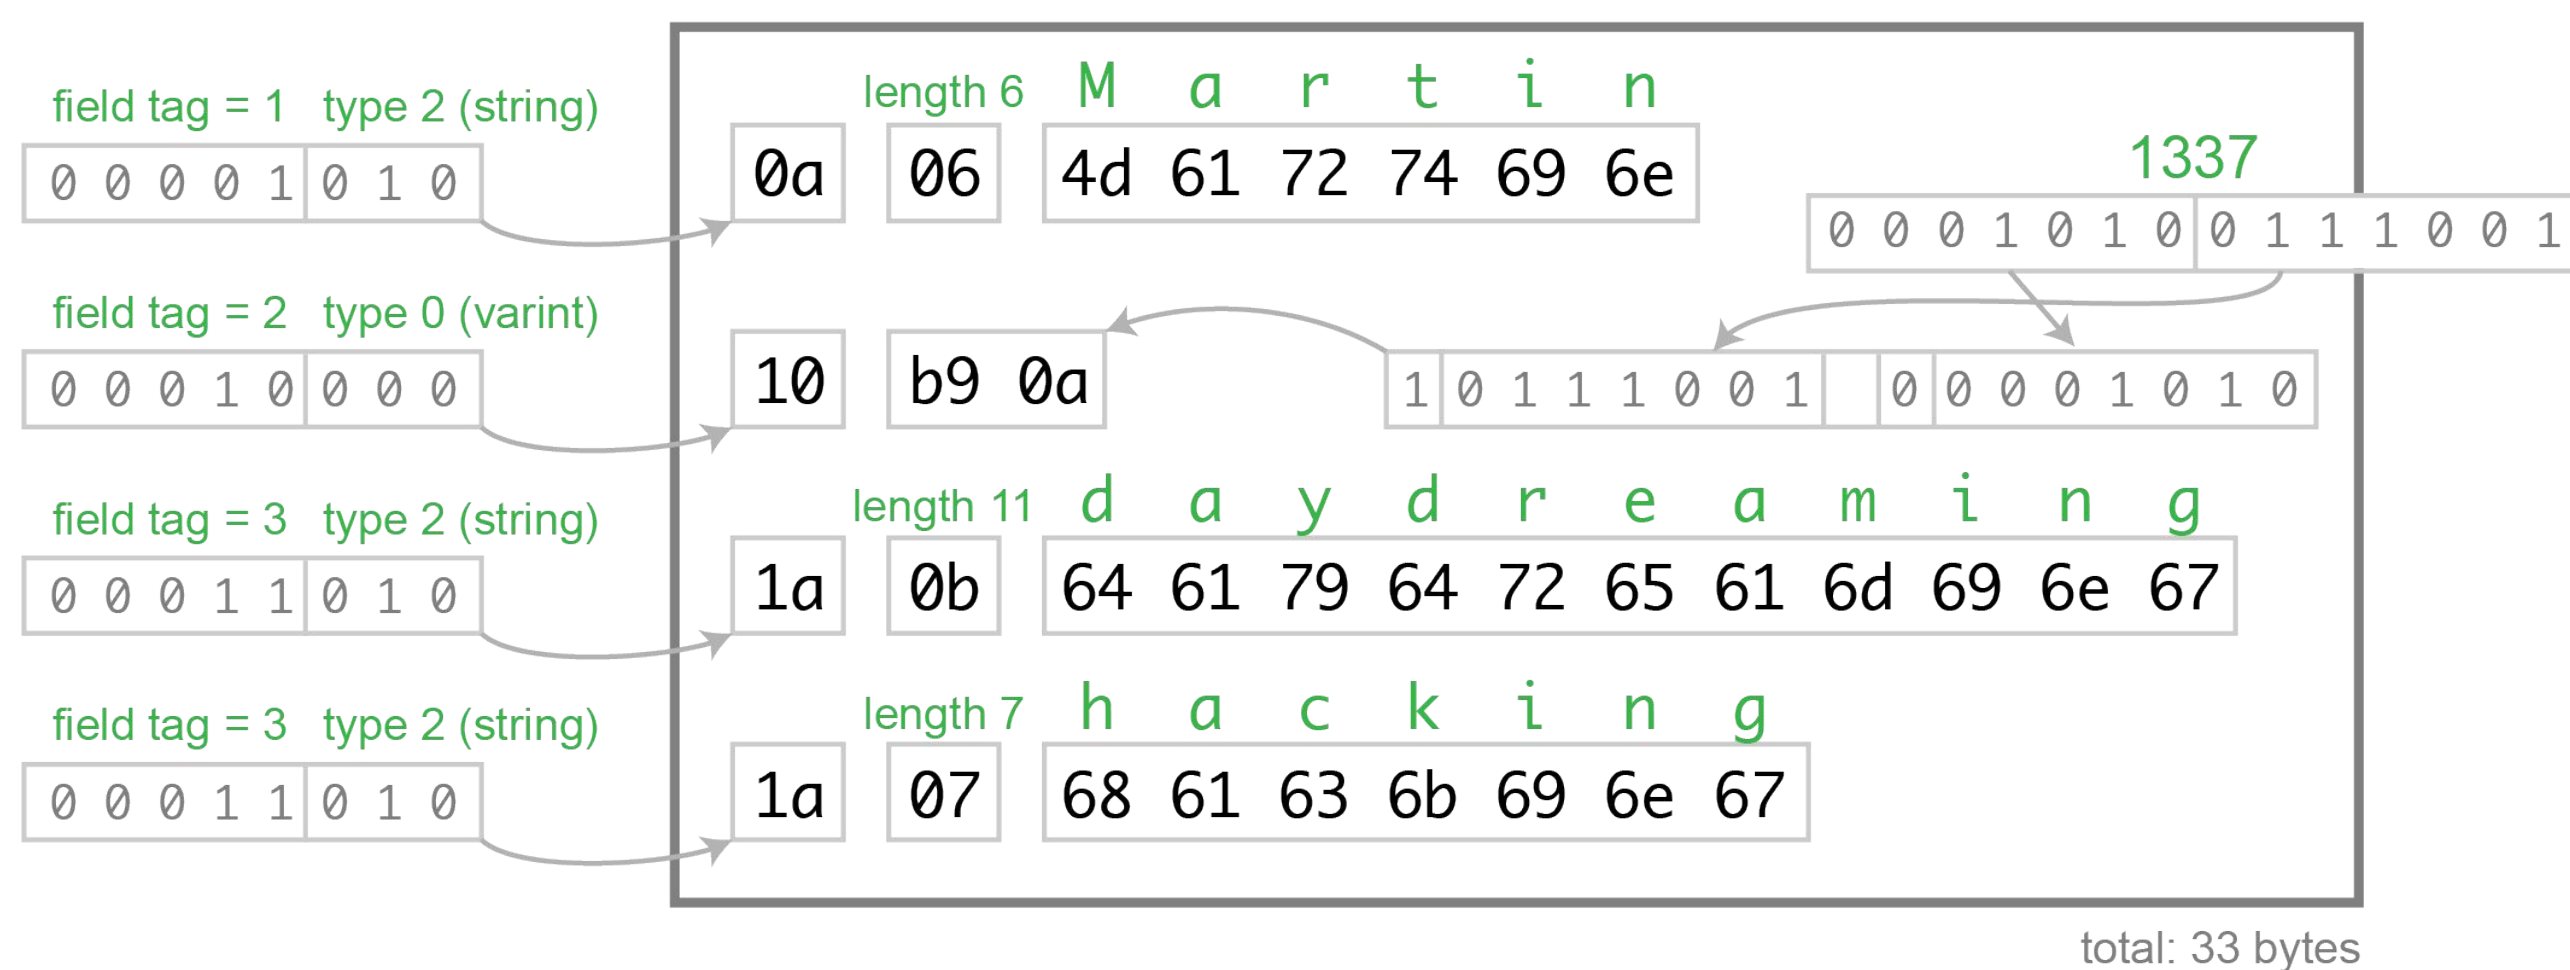 length 6 M a r t i n
field tag = 1 type 2 (string)
0 0 0 0 1 0 1 0
0a 06 4d 61 72 74 69 6e
1337
0 0 0 1 0 1 0 0 1 1 1 0 0 1
field tag = 2 type 0 (varint)
0 0 0 1 0 0 0 0
10 b9 0a
1 0 1 1 1 0 0 1 0 0 0 0 1 0 1 0
length 11 d a y d r e a m i n g
field tag = 3 type 2 (string)
0 0 0 1 1 0 1 0
1a 0b 64 61 79 64 72 65 61 6d 69 6e 67
length 7 h a c k i n g
field tag = 3 type 2 (string)
0 0 0 1 1 0 1 0
1a 07 68 61 63 6b 69 6e 67
total: 33 bytes